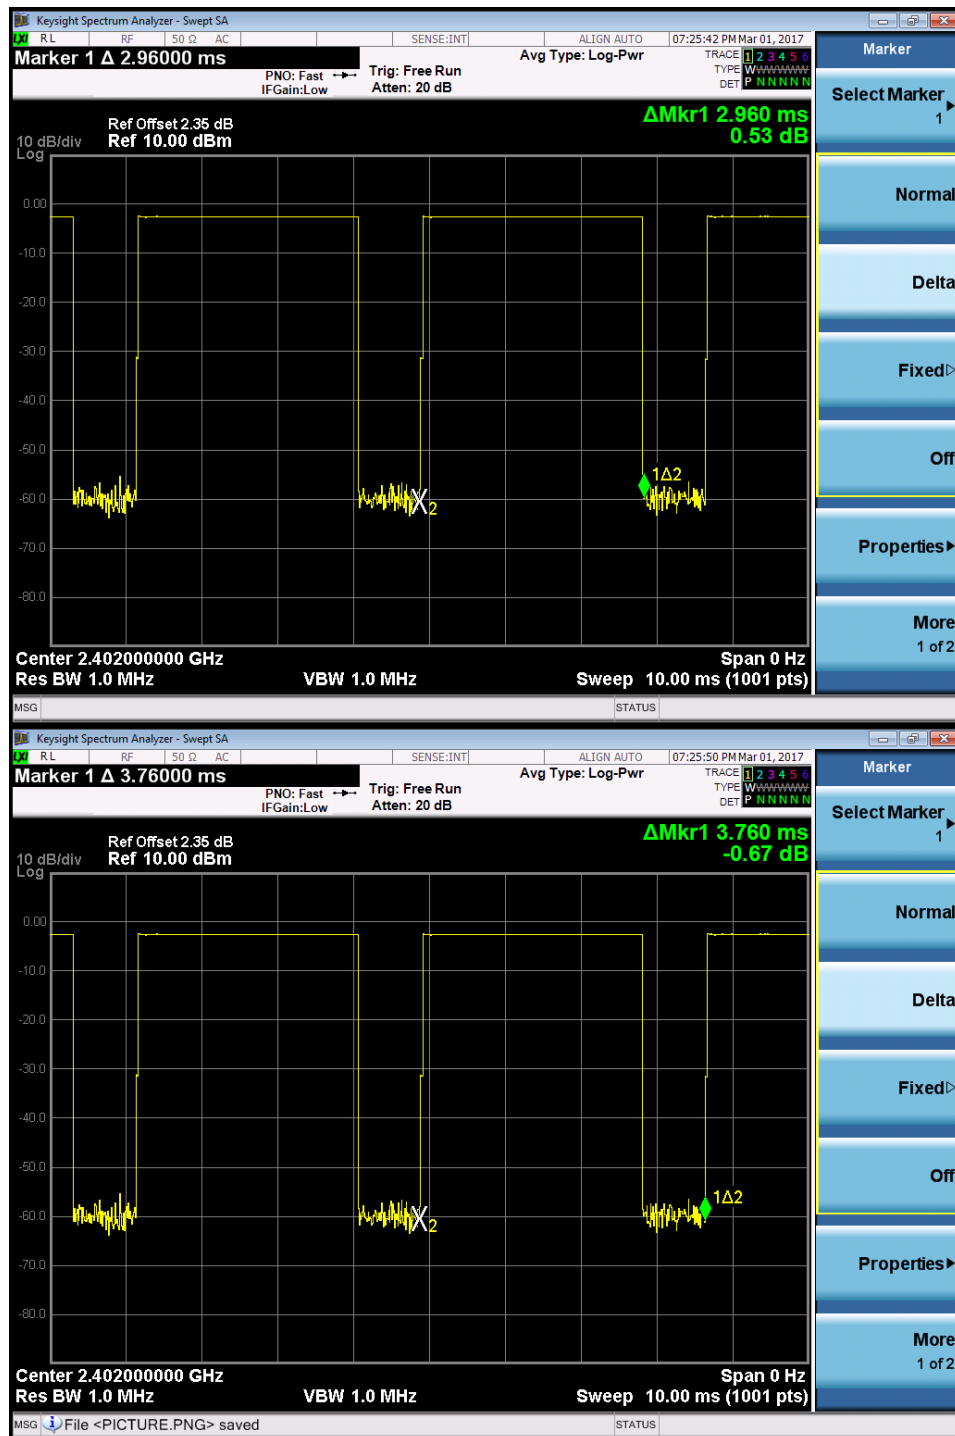 Keysight Spectrum Analyzer - Swept SA
LXI RL RF 50 Ω AC SENSE:INT ALIGN AUTO 07:25:42 PM Mar 01, 2017
Marker 1 Δ 2.96000 ms
PNO: Fast Trig: Free Run Avg Type: Log-Pwr TRACE 1 2 3 4 5 6
IFGain:Low Atten: 20 dB TYPE WWWWWW
DET P N N N N N
ΔMkr1 2.960 ms
0.53 dB
Ref Offset 2.35 dB
10 dB/div Ref 10.00 dBm
Log
0.00
-10.0
-20.0
-30.0
-40.0
-50.0
-60.0
-70.0
-80.0
1Δ2
X2
Center 2.402000000 GHz Span 0 Hz
Res BW 1.0 MHz VBW 1.0 MHz Sweep 10.00 ms (1001 pts)
MSG STATUS
Marker
Select Marker
1
Normal
Delta
Fixed
Off
Properties
More
1 of 2
Keysight Spectrum Analyzer - Swept SA
LXI RL RF 50 Ω AC SENSE:INT ALIGN AUTO 07:25:50 PM Mar 01, 2017
Marker 1 Δ 3.76000 ms
PNO: Fast Trig: Free Run Avg Type: Log-Pwr TRACE 1 2 3 4 5 6
IFGain:Low Atten: 20 dB TYPE WWWWWW
DET P N N N N N
ΔMkr1 3.760 ms
-0.67 dB
Ref Offset 2.35 dB
10 dB/div Ref 10.00 dBm
Log
0.00
-10.0
-20.0
-30.0
-40.0
-50.0
-60.0
-70.0
-80.0
1Δ2
X2
Center 2.402000000 GHz Span 0 Hz
Res BW 1.0 MHz VBW 1.0 MHz Sweep 10.00 ms (1001 pts)
MSG File <PICTURE.PNG> saved STATUS
Marker
Select Marker
1
Normal
Delta
Fixed
Off
Properties
More
1 of 2